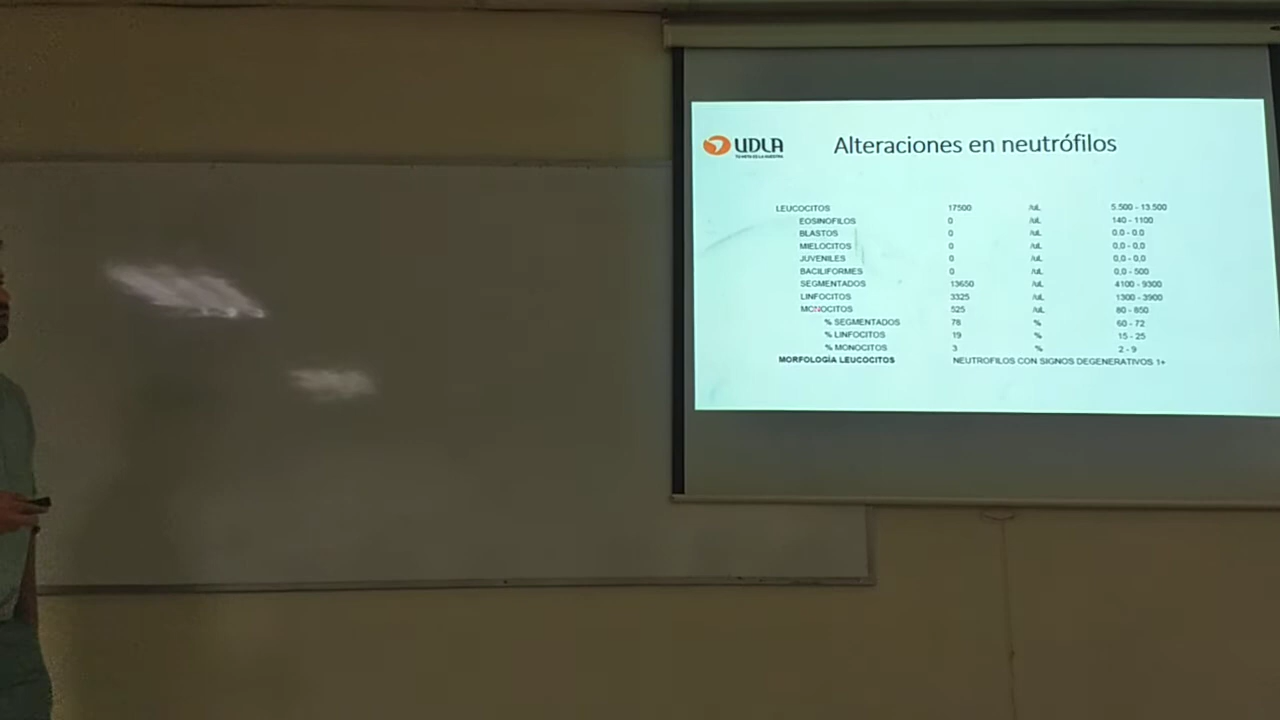 UDLA
Alteraciones en neutrófilos
LEUCOCITOS 17500 /uL 5.500 - 13.500
EOSINOFILOS 0 /uL 140 - 1100
BLASTOS 0 /uL 0.0 - 0.0
MIELOCITOS 0 /uL 0,0 - 0,0
JUVENILES 0 /uL 0,0 - 0,0
BACILIFORMES 0 /uL 0,0 - 500
SEGMENTADOS 13650 /uL 4100 - 9300
LINFOCITOS 3325 /uL 1300 - 3900
MONOCITOS 525 /uL 80 - 850
% SEGMENTADOS 78 % 60 - 72
% LINFOCITOS 19 % 15 - 25
% MONOCITOS 3 % 2 - 9
MORFOLOGÍA LEUCOCITOS NEUTROFILOS CON SIGNOS DEGENERATIVOS 1+